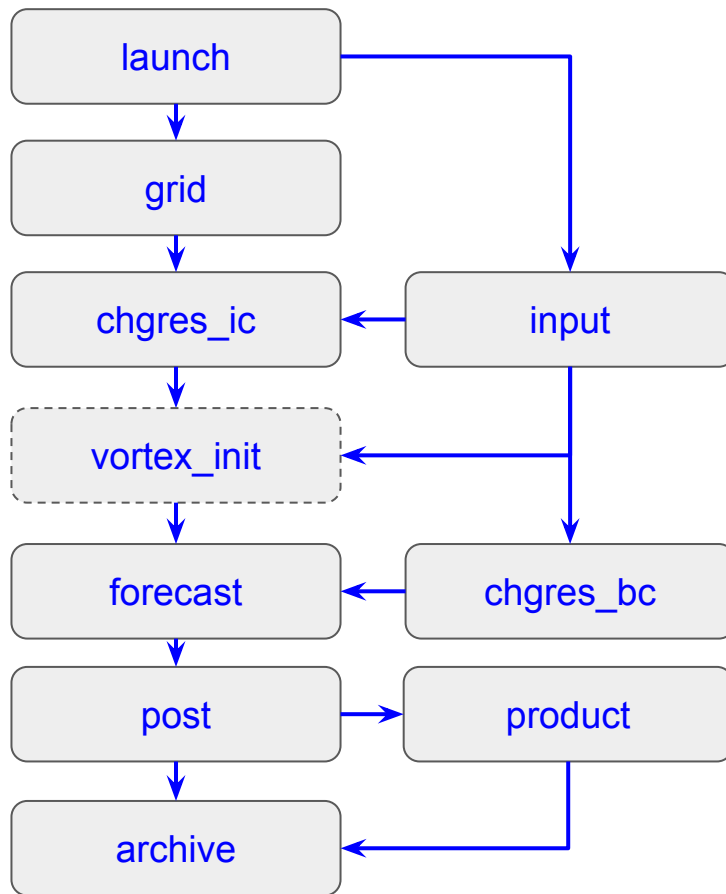 launch
grid
chgres_ic
input
vortex_init
forecast
chgres_bc
post
product
archive